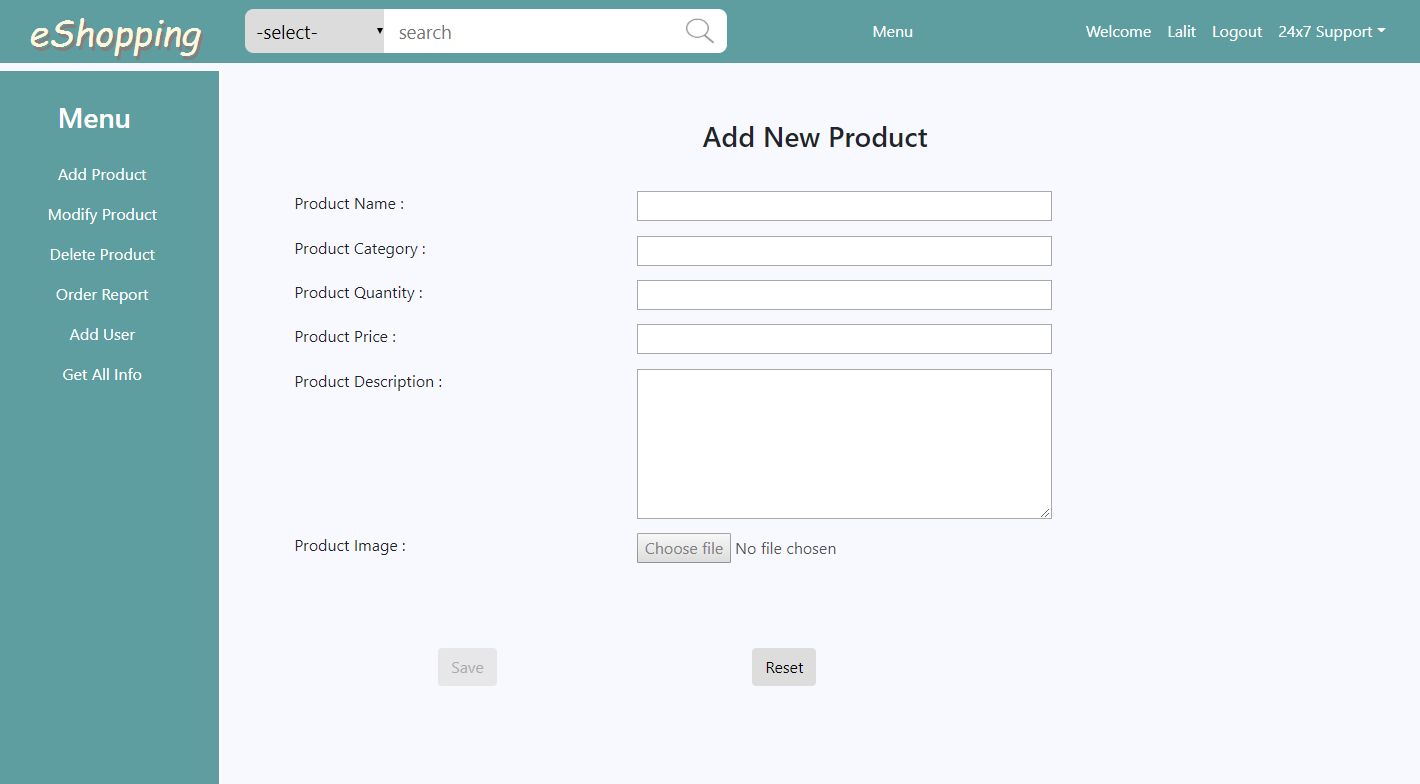 eShopping
-select-
search
Menu
Welcome Lalit Logout 24x7 Support
Menu
Add Product
Modify Product
Delete Product
Order Report
Add User
Get All Info
Add New Product
Product Name :
Product Category :
Product Quantity :
Product Price :
Product Description :
Product Image :
Choose file No file chosen
Save
Reset